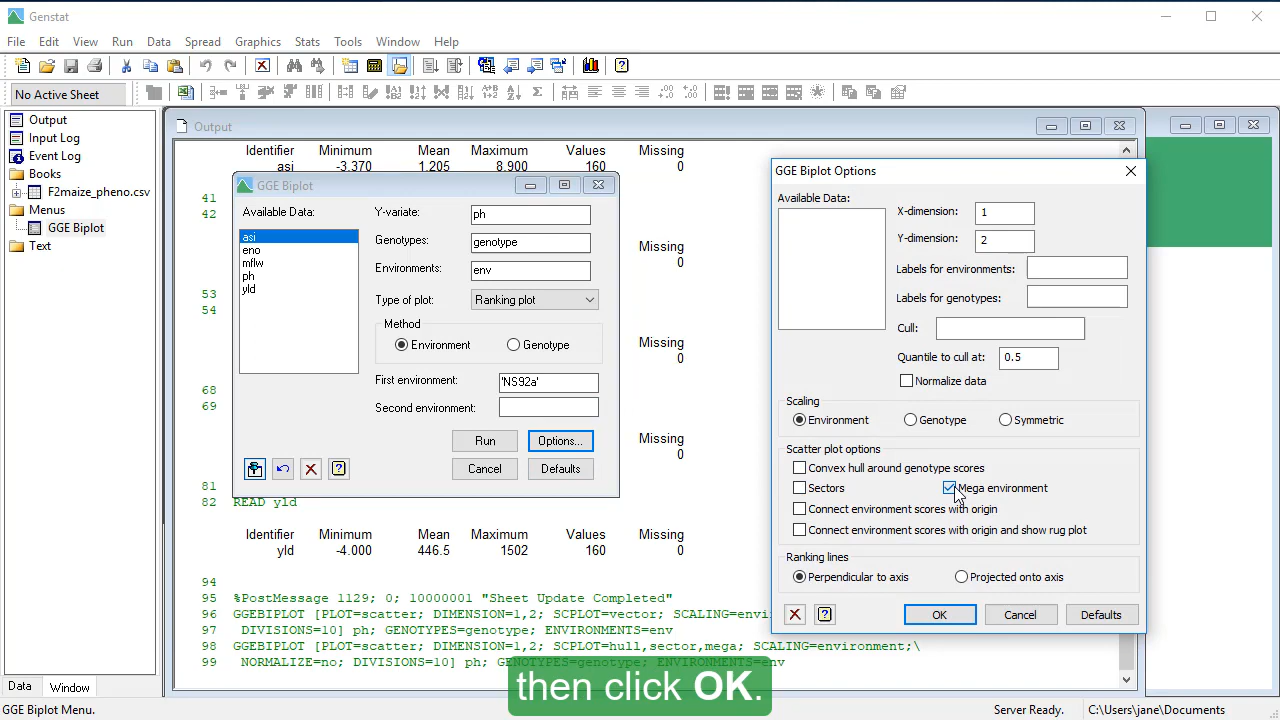 Genstat
File Edit View Run Data Spread Graphics Stats Tools Window Help
No Active Sheet
Output
Input Log
Event Log
Books
F2maize_pheno.csv
Menus
GGE Biplot
Text
Data Window
Output
Identifier Minimum Mean Maximum Values Missing
asi -3.370 1.205 8.900 160 0
41
42
Missing
0
53
54
Missing
0
68
69
Missing
0
81
82 READ yld
Identifier Minimum Mean Maximum Values Missing
yld -4.000 446.5 1502 160 0
94
95 %PostMessage 1129; 0; 10000001 "Sheet Update Completed"
96 GGEBIPLOT [PLOT=scatter; DIMENSION=1,2; SCPLOT=vector; SCALING=envi
97 DIVISIONS=10] ph; GENOTYPES=genotype; ENVIRONMENTS=env
98 GGEBIPLOT [PLOT=scatter; DIMENSION=1,2; SCPLOT=hull,sector,mega; SCALING=environment;\
99 NORMALIZE=no; DIVISIONS=10] ph; GENOTYPES=genotype; ENVIRONMENTS=env
GGE Biplot
Available Data:
asi
eno
mflw
ph
yld
Y-variate: ph
Genotypes: genotype
Environments: env
Type of plot: Ranking plot
Method
Environment Genotype
First environment: 'NS92a'
Second environment:
Run Options...
Cancel Defaults
GGE Biplot Options
Available Data:
X-dimension: 1
Y-dimension: 2
Labels for environments:
Labels for genotypes:
Cull:
Quantile to cull at: 0.5
Normalize data
Scaling
Environment Genotype Symmetric
Scatter plot options
Convex hull around genotype scores
Sectors Mega environment
Connect environment scores with origin
Connect environment scores with origin and show rug plot
Ranking lines
Perpendicular to axis Projected onto axis
OK Cancel Defaults
then click OK.
GGE Biplot Menu. Server Ready. C:\Users\jane\Documents